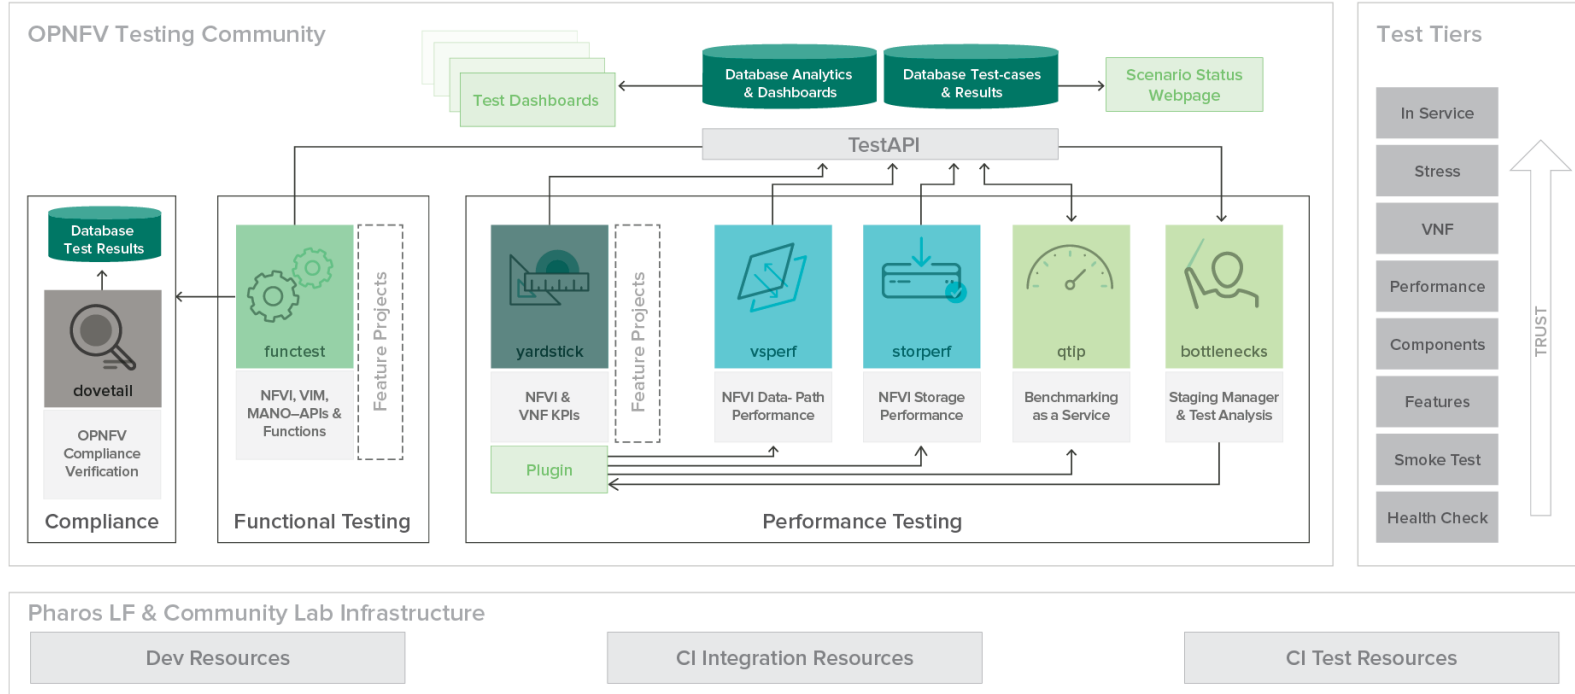 OPNFV Testing Community
Test Dashboards
Database Analytics
& Dashboards
Database Test-cases
& Results
Scenario Status
Webpage
TestAPI
Database
Test Results
dovetail
OPNFV
Compliance
Verification
Compliance
functest
NFVI, VIM,
MANO–APIs &
Functions
Feature Projects
Functional Testing
yardstick
NFVI &
VNF KPIs
Plugin
Feature Projects
vsperf
NFVI Data- Path
Performance
storperf
NFVI Storage
Performance
qtip
Benchmarking
as a Service
bottlenecks
Staging Manager
& Test Analysis
Performance Testing
Test Tiers
In Service
Stress
VNF
Performance
Components
Features
Smoke Test
Health Check
TRUST
Pharos LF & Community Lab Infrastructure
Dev Resources
CI Integration Resources
CI Test Resources